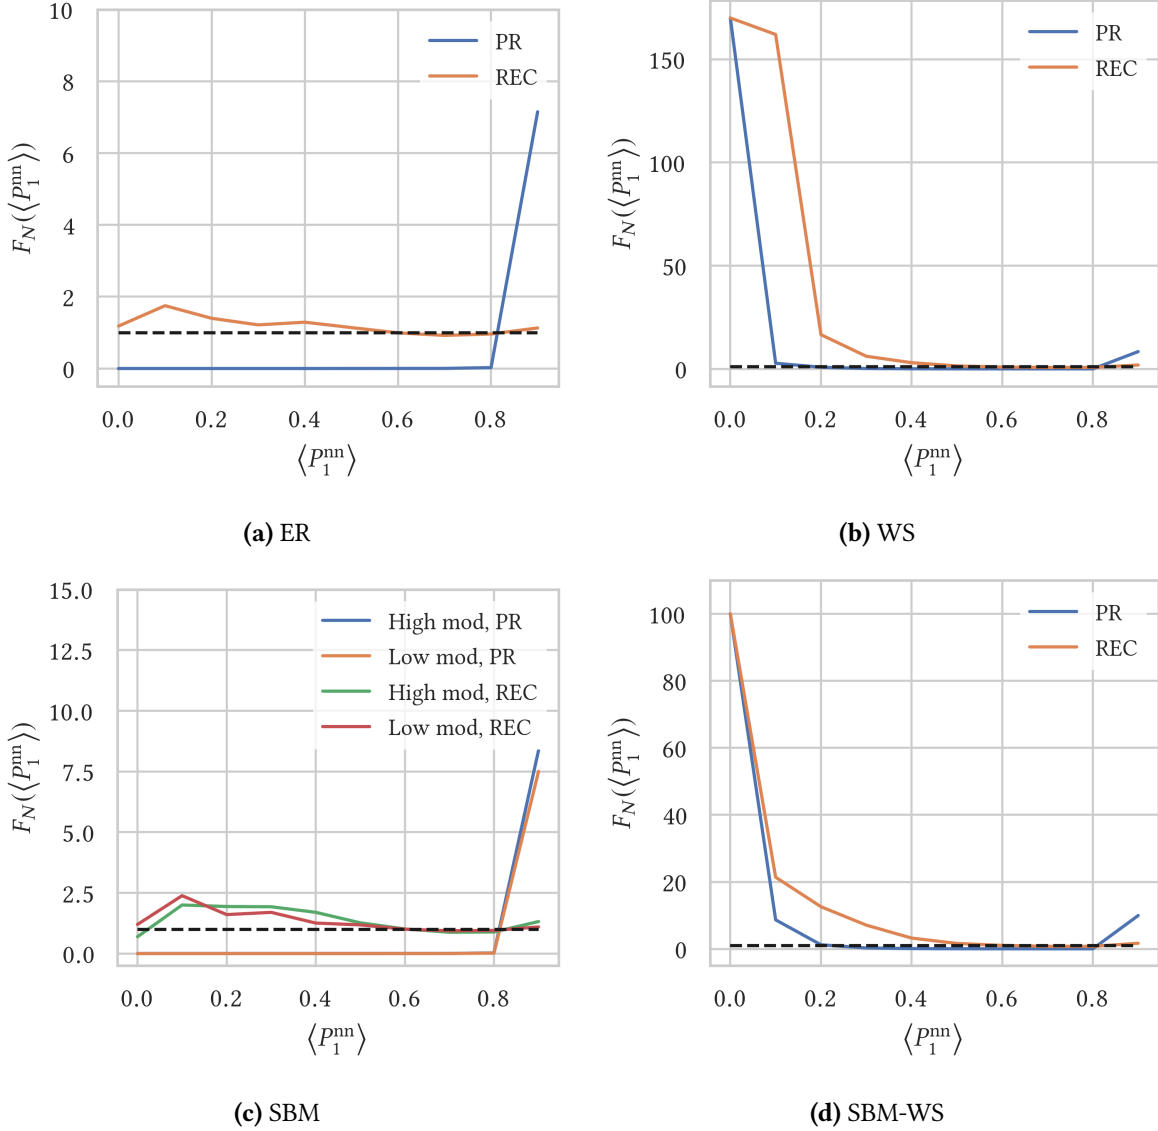 10
8
6
4
2
0
F_N(⟨P_1^nn⟩)
PR
REC
0.0 0.2 0.4 0.6 0.8
⟨P_1^nn⟩
(a) ER
150
100
50
0
F_N(⟨P_1^nn⟩)
PR
REC
0.0 0.2 0.4 0.6 0.8
⟨P_1^nn⟩
(b) WS
15.0
12.5
10.0
7.5
5.0
2.5
0.0
F_N(⟨P_1^nn⟩)
High mod, PR
Low mod, PR
High mod, REC
Low mod, REC
0.0 0.2 0.4 0.6 0.8
⟨P_1^nn⟩
(c) SBM
100
80
60
40
20
0
F_N(⟨P_1^nn⟩)
PR
REC
0.0 0.2 0.4 0.6 0.8
⟨P_1^nn⟩
(d) SBM-WS